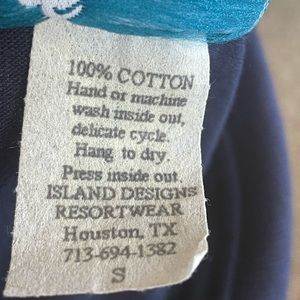 100% COTTON
Hand or machine
wash inside out,
delicate cycle.
Hang to dry.
Press inside out
ISLAND DESIGNS
RESORTWEAR
Houston, TX
713-694-1382
S